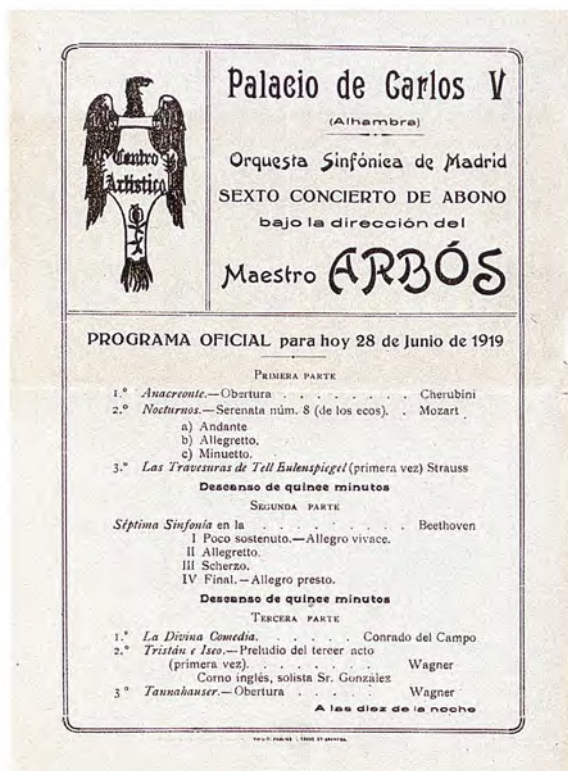 Centro
Artístico
Palacio de Carlos V
(Alhambra)
Orquesta Sinfónica de Madrid
SEXTO CONCIERTO DE ABONO
bajo la dirección del
Maestro ARBÓS
PROGRAMA OFICIAL para hoy 28 de Junio de 1919
PRIMERA PARTE
1.º Anacreonte.—Obertura . . . . . . . . Cherubini
2.º Nocturnos.—Serenata núm. 8 (de los ecos). . Mozart
a) Andante
b) Allegretto.
c) Minuetto.
3.º Las Travesuras de Tell Eulenspiegel (primera vez) Strauss
Descanso de quince minutos
SEGUNDA PARTE
Séptima Sinfonía en la . . . . . . . . . Beethoven
I Poco sostenuto.—Allegro vivace.
II Allegretto.
III Scherzo.
IV Final.—Allegro presto.
Descanso de quince minutos
TERCERA PARTE
1.º La Divina Comedia. . . . . . Conrado del Campo
2.º Tristán e Iseo.—Preludio del tercer acto
(primera vez). . . . . . . . Wagner
Corno inglés, solista Sr. González
3º Tannahauser.—Obertura . . . . . . Wagner
A las diez de la noche